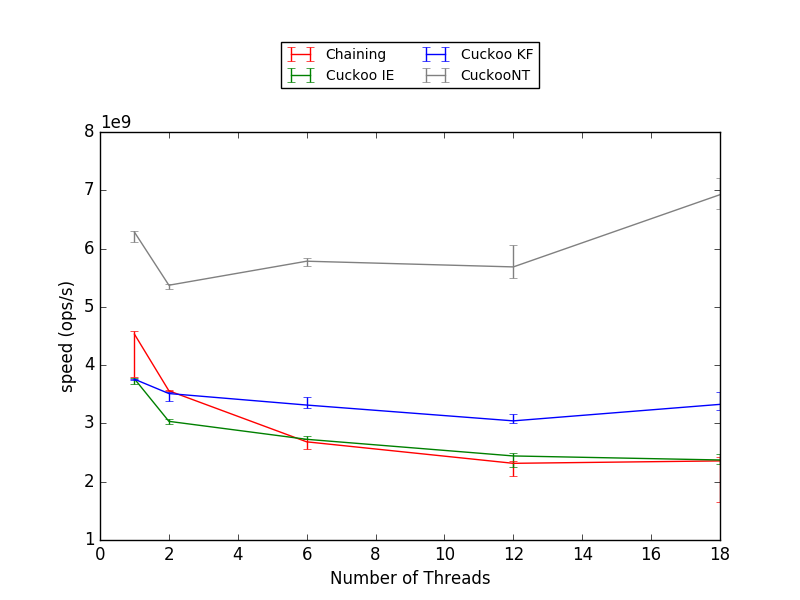 Chaining Cuckoo KF
Cuckoo IE CuckooNT
1e9
8
7
6
5
4
3
2
1
speed (ops/s)
0 2 4 6 8 10 12 14 16 18
Number of Threads